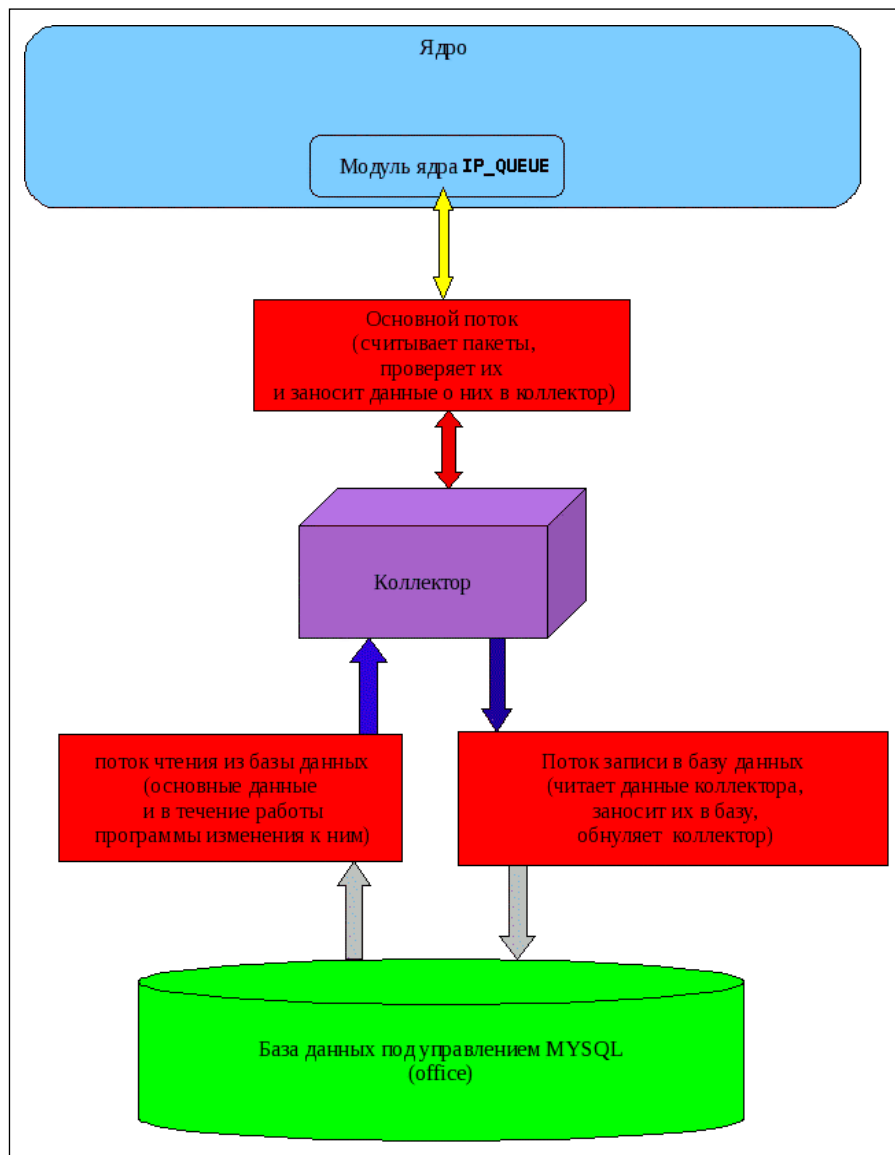 Ядро
Модуль ядра IP_QUEUE
Основной поток
(считывает пакеты,
проверяет их
и заносит данные о них в коллектор)
Коллектор
поток чтения из базы данных
(основные данные
и в течение работы
программы изменения к ним)
Поток записи в базу данных
(читает данные коллектора,
заносит их в базу,
обнуляет коллектор)
База данных под управлением MYSQL
(office)